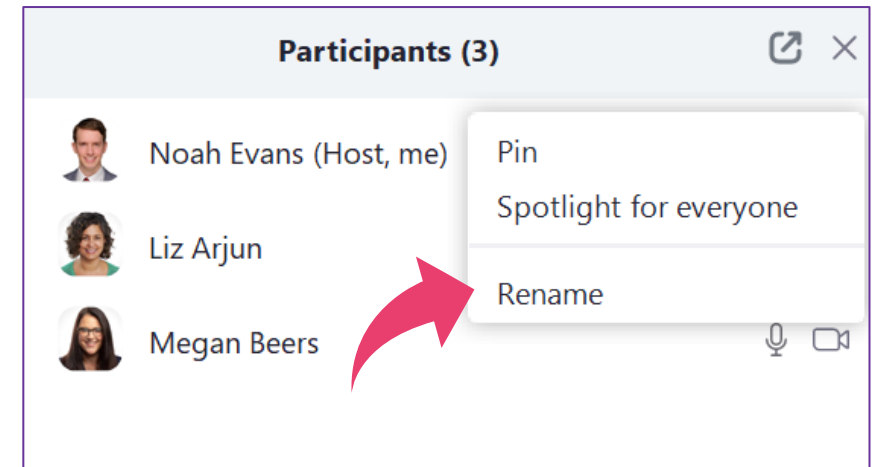 Participants (3)
Noah Evans (Host, me)
Pin
Spotlight for everyone
Liz Arjun
Rename
Megan Beers